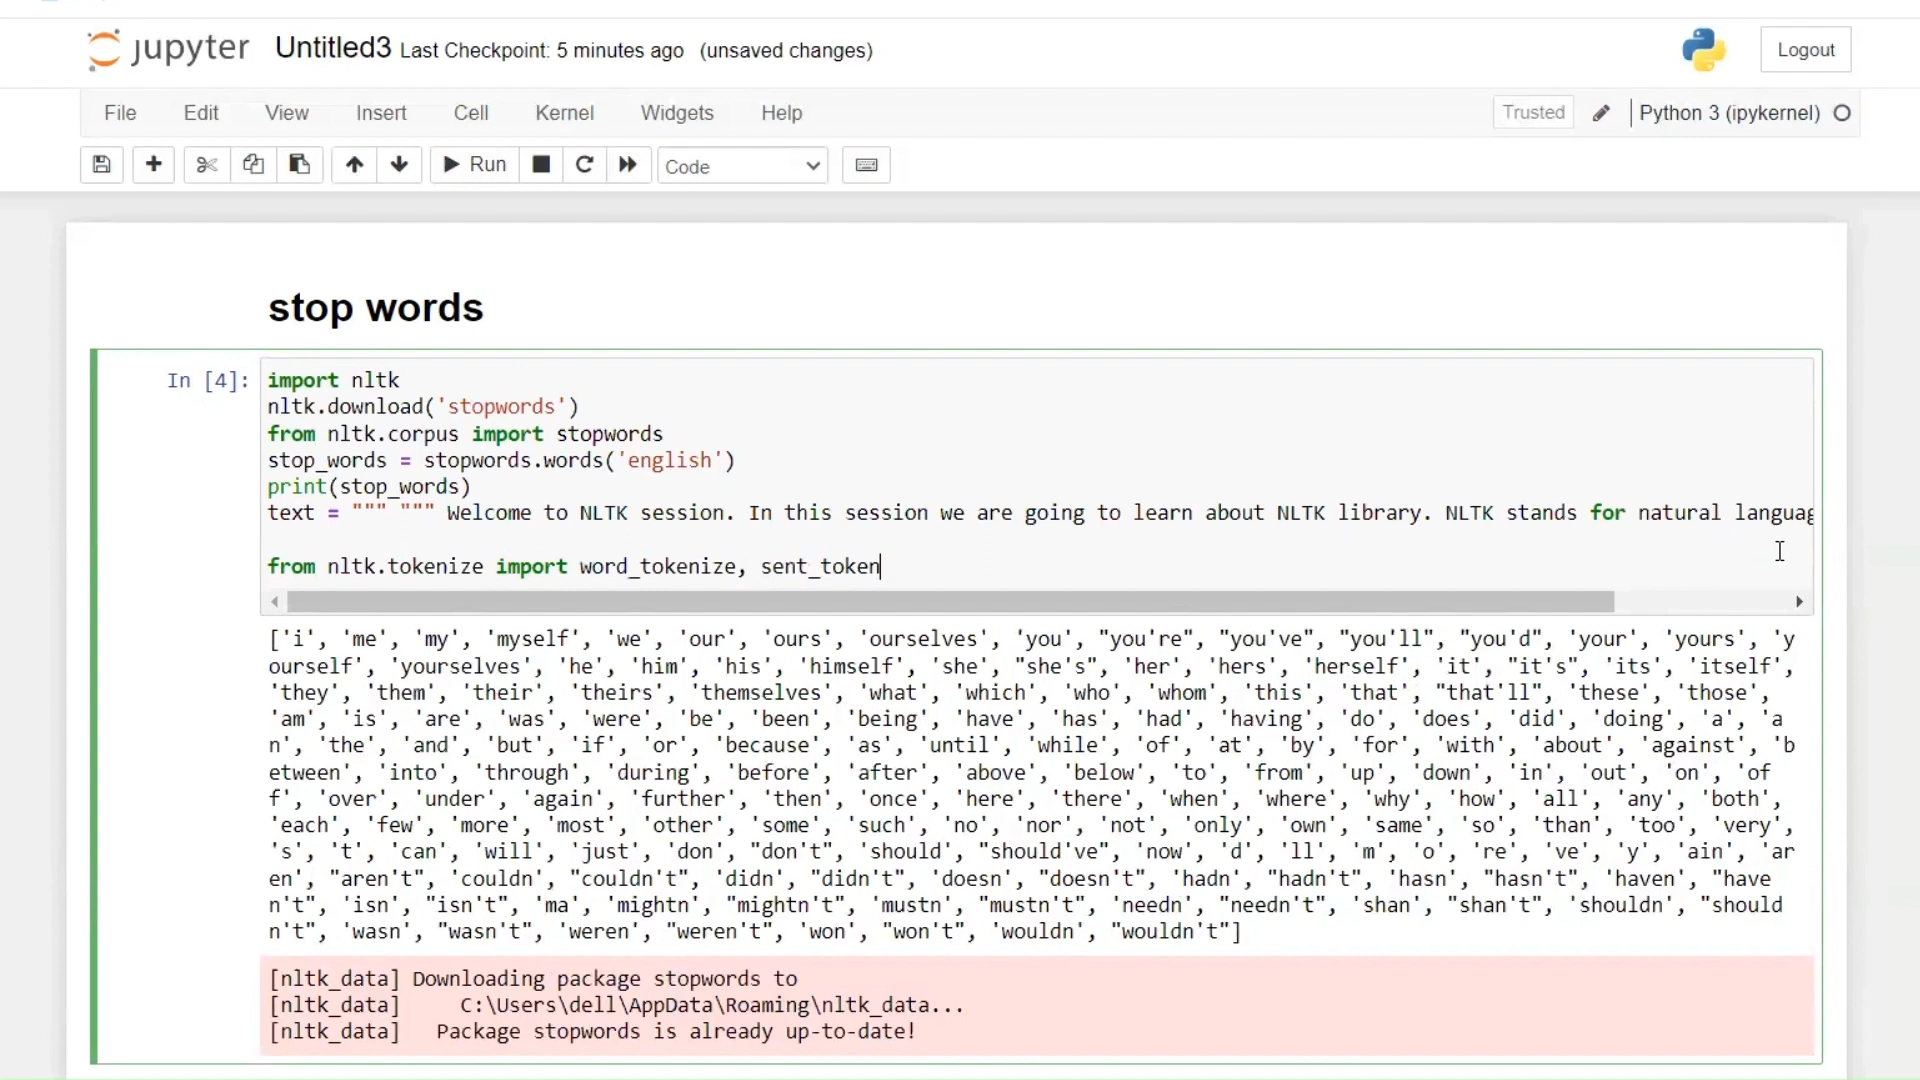 jupyter Untitled3 Last Checkpoint: 5 minutes ago (unsaved changes)
Logout
File Edit View Insert Cell Kernel Widgets Help
Trusted Python 3 (ipykernel)
Run Code
stop words
In [4]: import nltk
nltk.download('stopwords')
from nltk.corpus import stopwords
stop_words = stopwords.words('english')
print(stop_words)
text = """ """ Welcome to NLTK session. In this session we are going to learn about NLTK library. NLTK stands for natural languag
from nltk.tokenize import word_tokenize, sent_token
['i', 'me', 'my', 'myself', 'we', 'our', 'ours', 'ourselves', 'you', "you're", "you've", "you'll", "you'd", 'your', 'yours', 'y
ourself', 'yourselves', 'he', 'him', 'his', 'himself', 'she', "she's", 'her', 'hers', 'herself', 'it', "it's", 'its', 'itself',
'they', 'them', 'their', 'theirs', 'themselves', 'what', 'which', 'who', 'whom', 'this', 'that', "that'll", 'these', 'those',
'am', 'is', 'are', 'was', 'were', 'be', 'been', 'being', 'have', 'has', 'had', 'having', 'do', 'does', 'did', 'doing', 'a', 'a
n', 'the', 'and', 'but', 'if', 'or', 'because', 'as', 'until', 'while', 'of', 'at', 'by', 'for', 'with', 'about', 'against', 'b
etween', 'into', 'through', 'during', 'before', 'after', 'above', 'below', 'to', 'from', 'up', 'down', 'in', 'out', 'on', 'of
f', 'over', 'under', 'again', 'further', 'then', 'once', 'here', 'there', 'when', 'where', 'why', 'how', 'all', 'any', 'both',
'each', 'few', 'more', 'most', 'other', 'some', 'such', 'no', 'nor', 'not', 'only', 'own', 'same', 'so', 'than', 'too', 'very',
's', 't', 'can', 'will', 'just', 'don', "don't", 'should', "should've", 'now', 'd', 'll', 'm', 'o', 're', 've', 'y', 'ain', 'ar
en', "aren't", 'couldn', "couldn't", 'didn', "didn't", 'doesn', "doesn't", 'hadn', "hadn't", 'hasn', "hasn't", 'haven', "have
n't", 'isn', "isn't", 'ma', 'mightn', "mightn't", 'mustn', "mustn't", 'needn', "needn't", 'shan', "shan't", 'shouldn', "should
n't", 'wasn', "wasn't", 'weren', "weren't", 'won', "won't", 'wouldn', "wouldn't"]
[nltk_data] Downloading package stopwords to
[nltk_data]     C:\Users\dell\AppData\Roaming\nltk_data...
[nltk_data]   Package stopwords is already up-to-date!